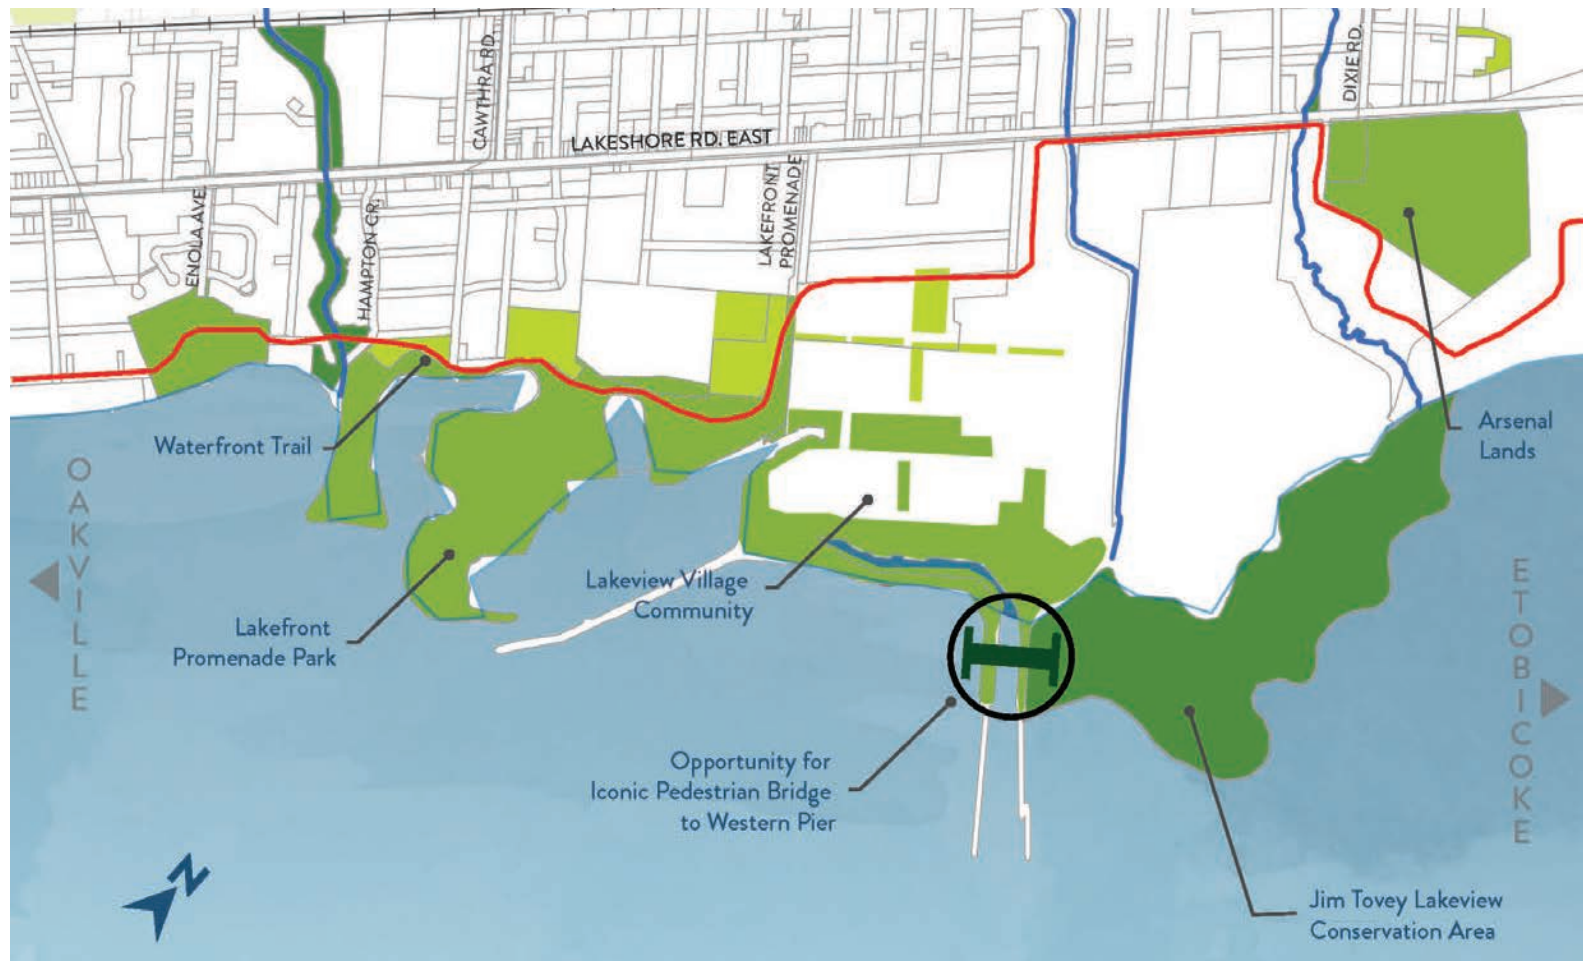 CAWTHRA RD.
DIXIE RD.
LAKESHORE RD. EAST
ENOLA AVE.
HAMPTON CR.
LAKEFRONT
PROMENADE
Waterfront Trail
Arsenal
Lands
OAKVILLE
Lakeview Village
Community
ETOBICOKE
Lakefront
Promenade Park
Opportunity for
Iconic Pedestrian Bridge
to Western Pier
N
Jim Tovey Lakeview
Conservation Area